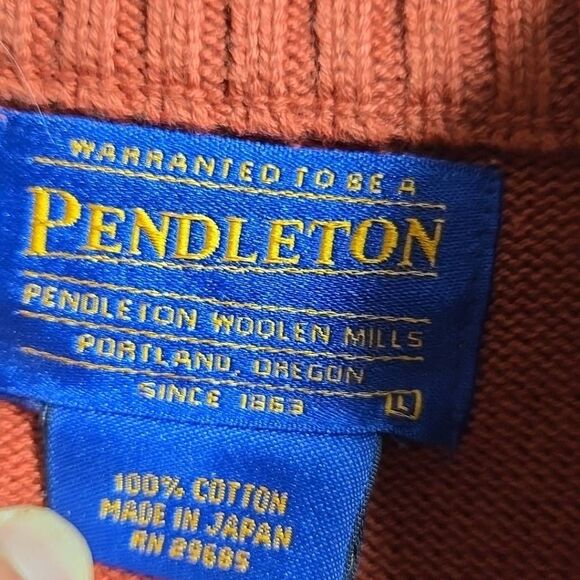 WARRANTED TO BE A
PENDLETON
PENDLETON WOOLEN MILLS
PORTLAND, OREGON
SINCE 1863
L
100% COTTON
MADE IN JAPAN
RN 29685